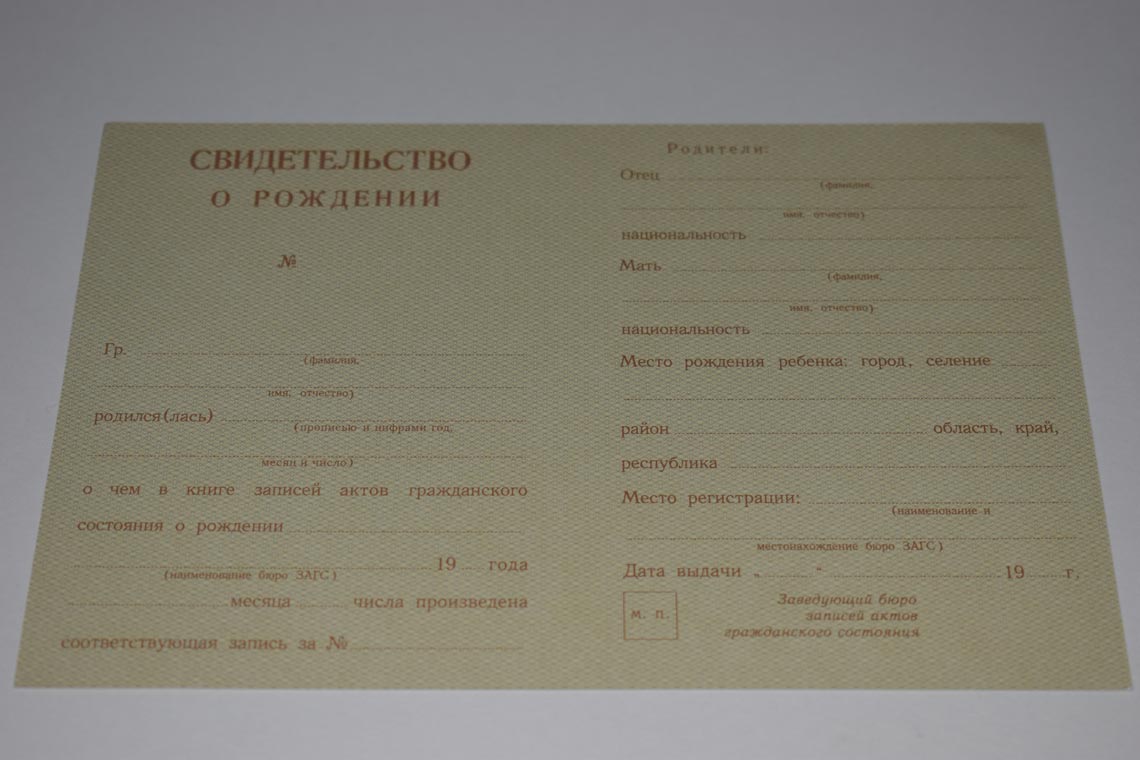 СВИДЕТЕЛЬСТВО
О РОЖДЕНИИ
№
Гр.
(фамилия,
имя, отчество)
родился(лась)
(прописью и цифрами год,
месяц и число)
о чем в книге записей актов гражданского
состояния о рождении
19 года
(наименование бюро ЗАГС)
месяца числа произведена
соответствующая запись за №
Родители:
Отец
(фамилия,
имя, отчество)
национальность
Мать
(фамилия,
имя, отчество)
национальность
Место рождения ребенка: город, селение
район область, край,
республика
Место регистрации:
(наименование и
местонахождение бюро ЗАГС)
Дата выдачи „ “ 19 г.
м. п.
Заведующий бюро
записей актов
гражданского состояния